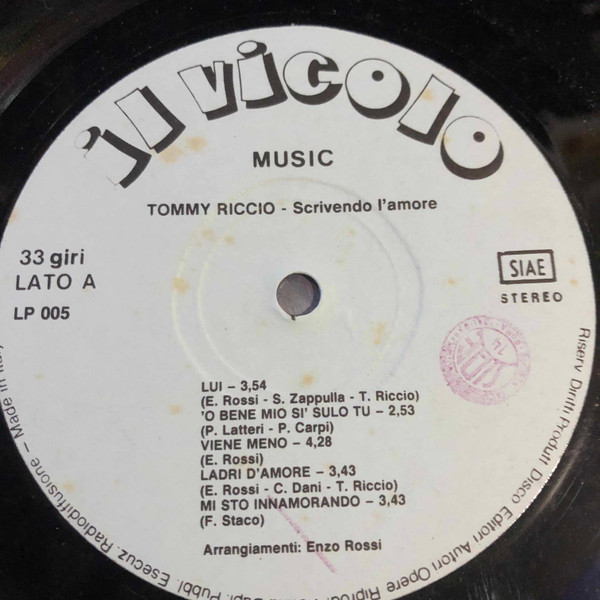 il vicolo
MUSIC
TOMMY RICCIO - Scrivendo l'amore
33 giri
LATO A
LP 005
SIAE
STEREO
LUI – 3,54
(E. Rossi - S. Zappulla - T. Riccio)
'O BENE MIO SI' SULO TU – 2,53
(P. Latteri - P. Carpi)
VIENE MENO – 4,28
(E. Rossi)
LADRI D'AMORE – 3,43
(E. Rossi - C. Dani - T. Riccio)
MI STO INNAMORANDO – 3,43
(F. Staco)
Arrangiamenti: Enzo Rossi
Riserv Diritti Produtt Disco Editori Autori Opere Riprod. Pubbl. Esecuz Radiodiffusione – Made in